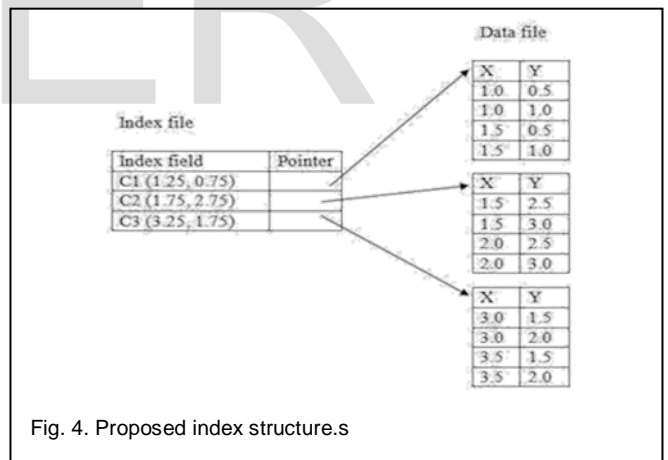 ER
Data file
X Y
1.0 0.5
1.0 1.0
1.5 0.5
1.5 1.0
Index file
Index field Pointer
C1 (1.25, 0.75)
C2 (1.75, 2.75)
C3 (3.25, 1.75)
X Y
1.5 2.5
1.5 3.0
2.0 2.5
2.0 3.0
X Y
3.0 1.5
3.0 2.0
3.5 1.5
3.5 2.0
Fig. 4. Proposed index structure.s